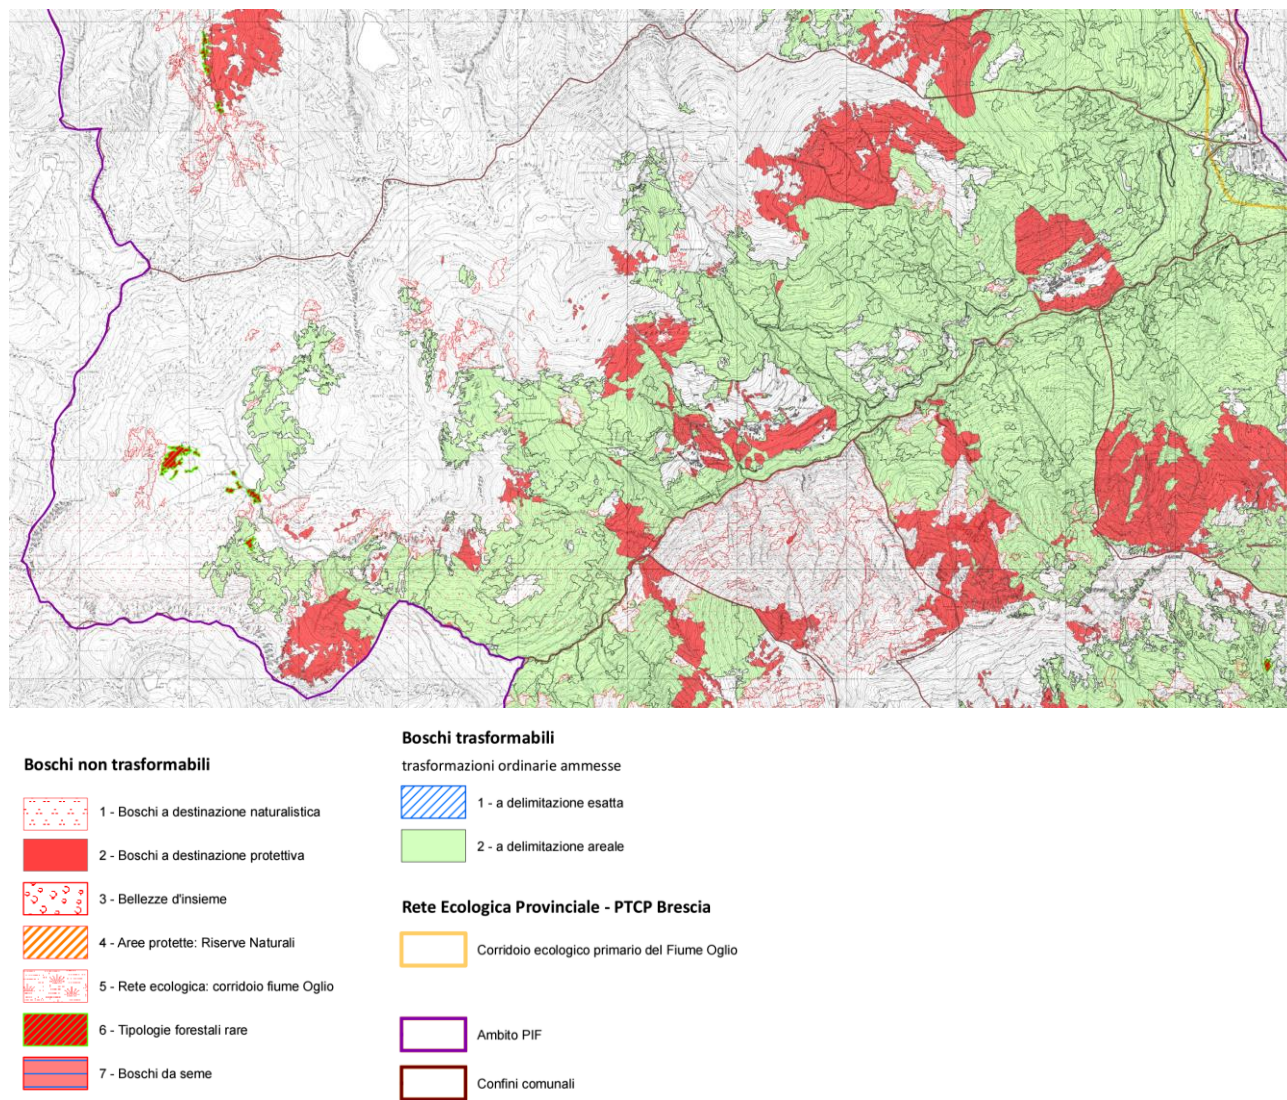 Boschi non trasformabili
1 - Boschi a destinazione naturalistica
2 - Boschi a destinazione protettiva
3 - Bellezze d'insieme
4 - Aree protette: Riserve Naturali
5 - Rete ecologica: corridoio fiume Oglio
6 - Tipologie forestali rare
7 - Boschi da seme
Boschi trasformabili
trasformazioni ordinarie ammesse
1 - a delimitazione esatta
2 - a delimitazione areale
Rete Ecologica Provinciale - PTCP Brescia
Corridoio ecologico primario del Fiume Oglio
Ambito PIF
Confini comunali